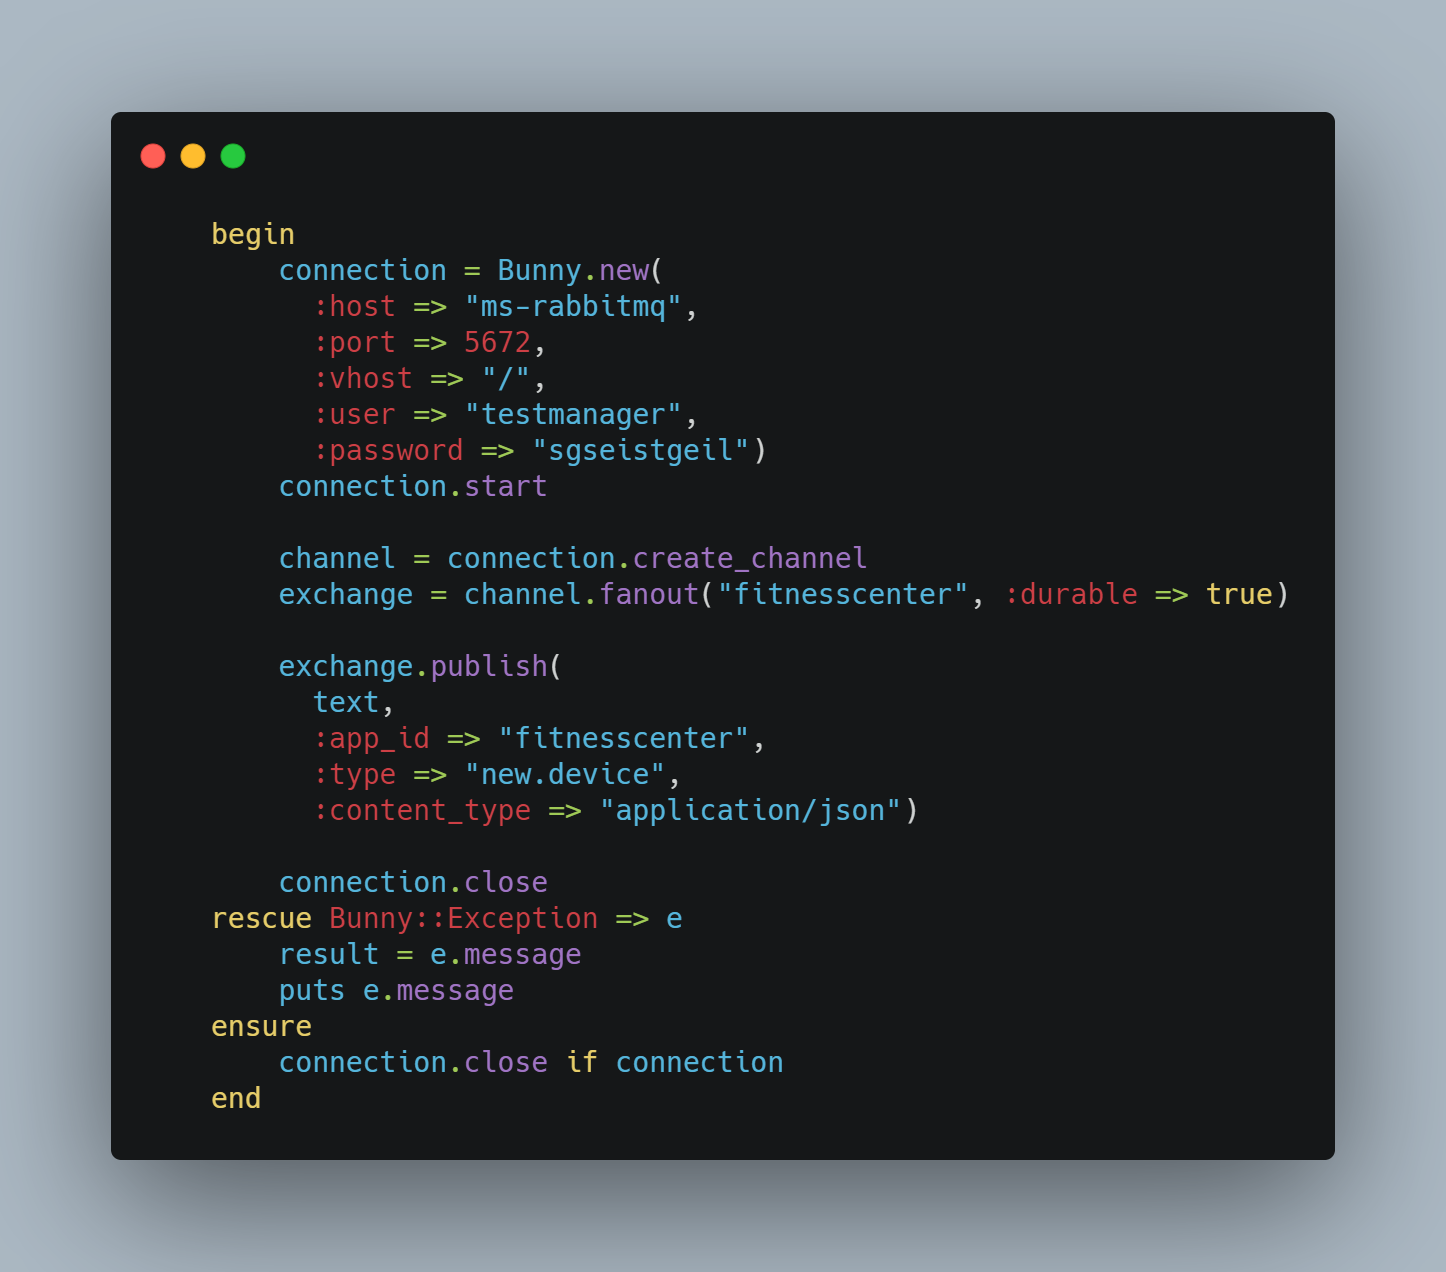 begin
    connection = Bunny.new(
      :host => "ms-rabbitmq",
      :port => 5672,
      :vhost => "/",
      :user => "testmanager",
      :password => "sgseistgeil")
    connection.start

    channel = connection.create_channel
    exchange = channel.fanout("fitnesscenter", :durable => true)

    exchange.publish(
      text,
      :app_id => "fitnesscenter",
      :type => "new.device",
      :content_type => "application/json")

    connection.close
rescue Bunny::Exception => e
    result = e.message
    puts e.message
ensure
    connection.close if connection
end